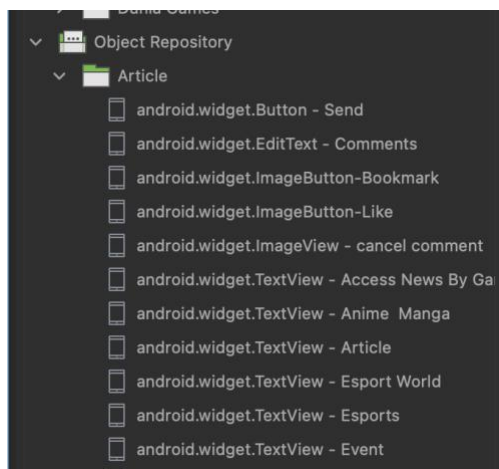 Dunia Games
Object Repository
Article
android.widget.Button - Send
android.widget.EditText - Comments
android.widget.ImageButton-Bookmark
android.widget.ImageButton-Like
android.widget.ImageView - cancel comment
android.widget.TextView - Access News By Ga
android.widget.TextView - Anime  Manga
android.widget.TextView - Article
android.widget.TextView - Esport World
android.widget.TextView - Esports
android.widget.TextView - Event